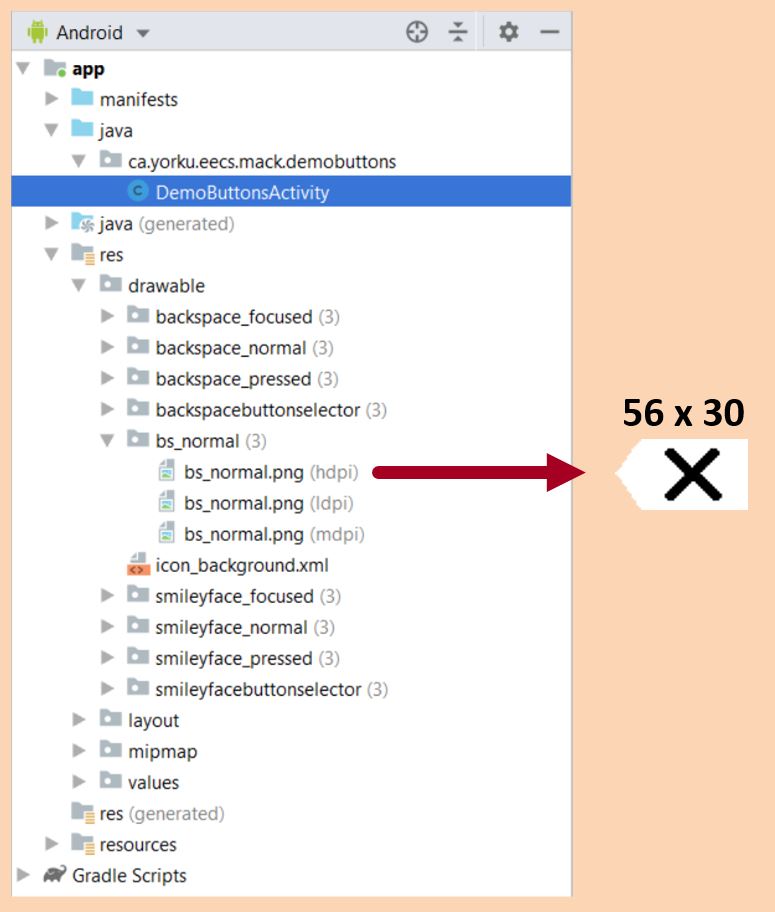 Android
app
manifests
java
ca.yorku.eecs.mack.demobuttons
C DemoButtonsActivity
java (generated)
res
drawable
backspace_focused (3)
backspace_normal (3)
backspace_pressed (3)
backspacebuttonselector (3)
bs_normal (3)
bs_normal.png (hdpi)
bs_normal.png (ldpi)
bs_normal.png (mdpi)
icon_background.xml
smileyface_focused (3)
smileyface_normal (3)
smileyface_pressed (3)
smileyfacebuttonselector (3)
layout
mipmap
values
res (generated)
resources
Gradle Scripts
56 x 30